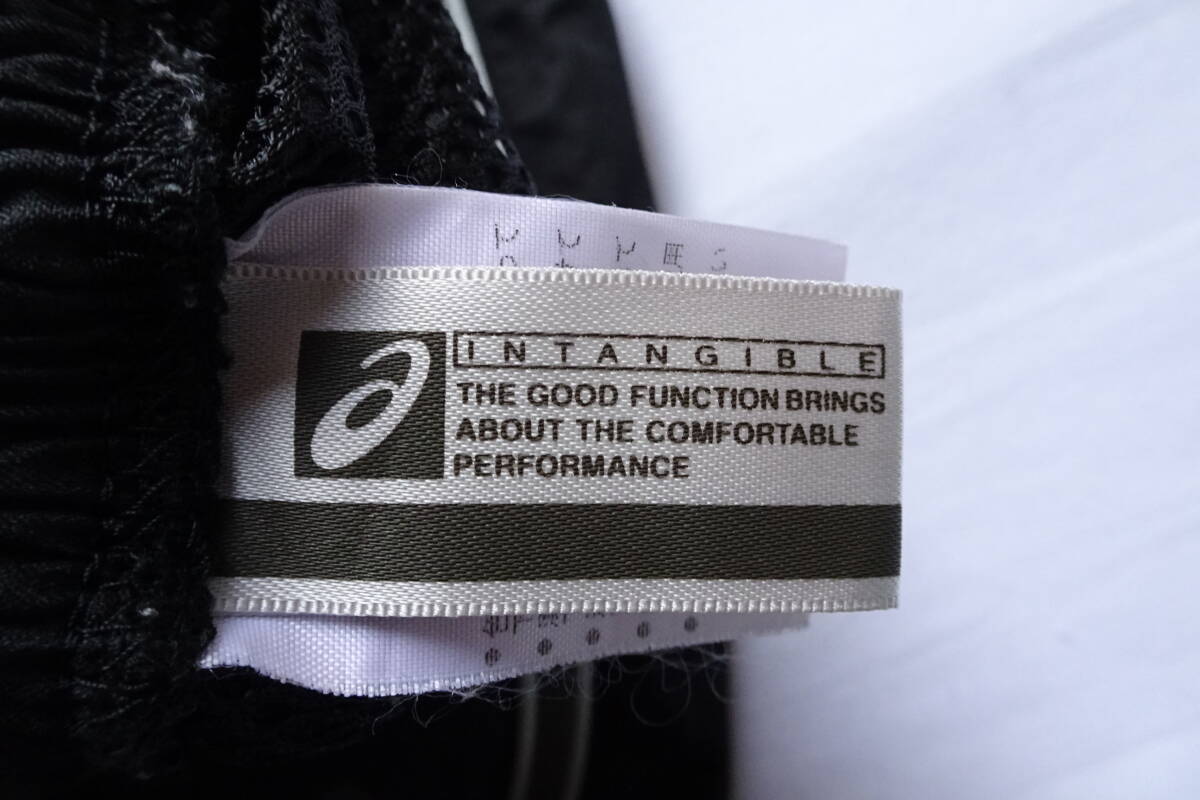 INTANGIBLE
THE GOOD FUNCTION BRINGS
ABOUT THE COMFORTABLE
PERFORMANCE